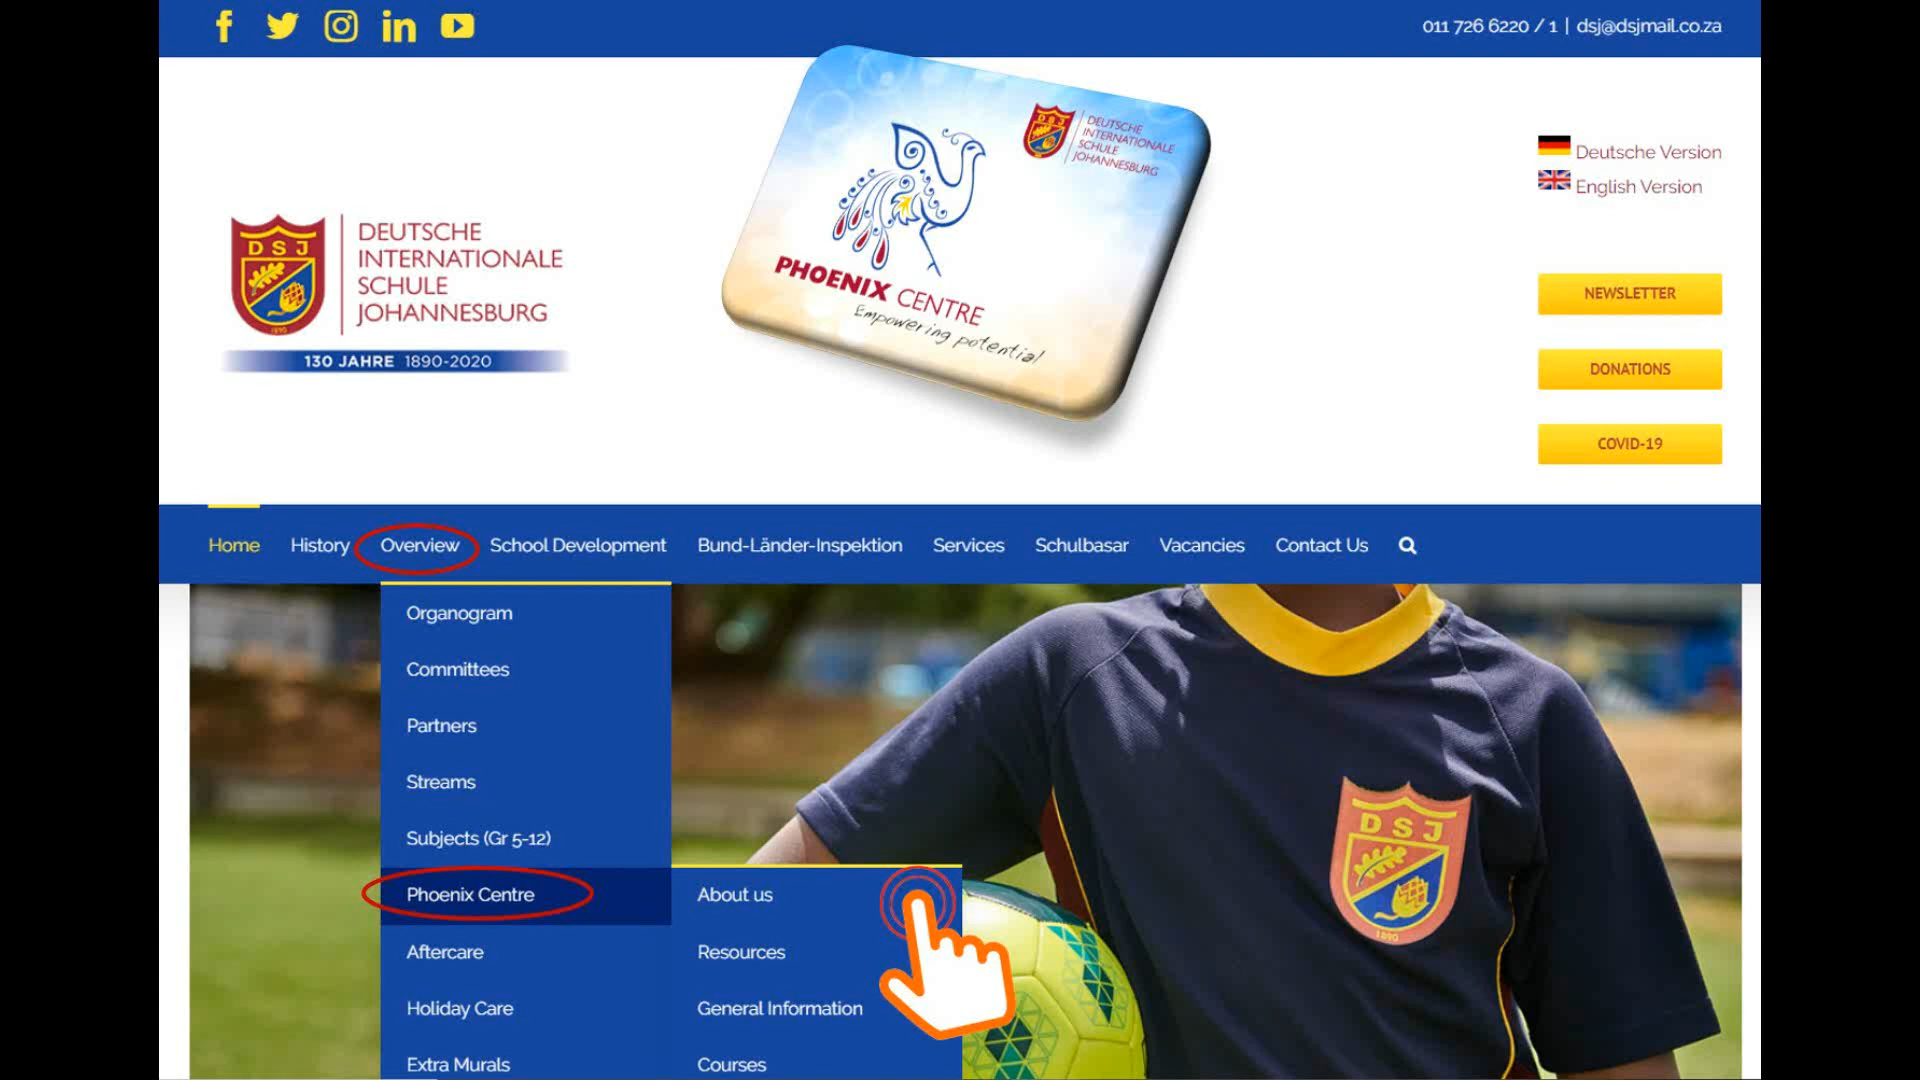 011 726 6220 / 1 | dsj@dsjmail.co.za
DSJ
DEUTSCHE
INTERNATIONALE
SCHULE
JOHANNESBURG
PHOENIX CENTRE
Empowering potential
Deutsche Version
English Version
DSJ
1890
DEUTSCHE
INTERNATIONALE
SCHULE
JOHANNESBURG
130 JAHRE 1890-2020
NEWSLETTER
DONATIONS
COVID-19
Home
History
Overview
School Development
Bund-Länder-Inspektion
Services
Schulbasar
Vacancies
Contact Us
Organogram
Committees
Partners
Streams
Subjects (Gr 5-12)
Phoenix Centre
Aftercare
Holiday Care
Extra Murals
About us
Resources
General Information
Courses
DSJ
1890